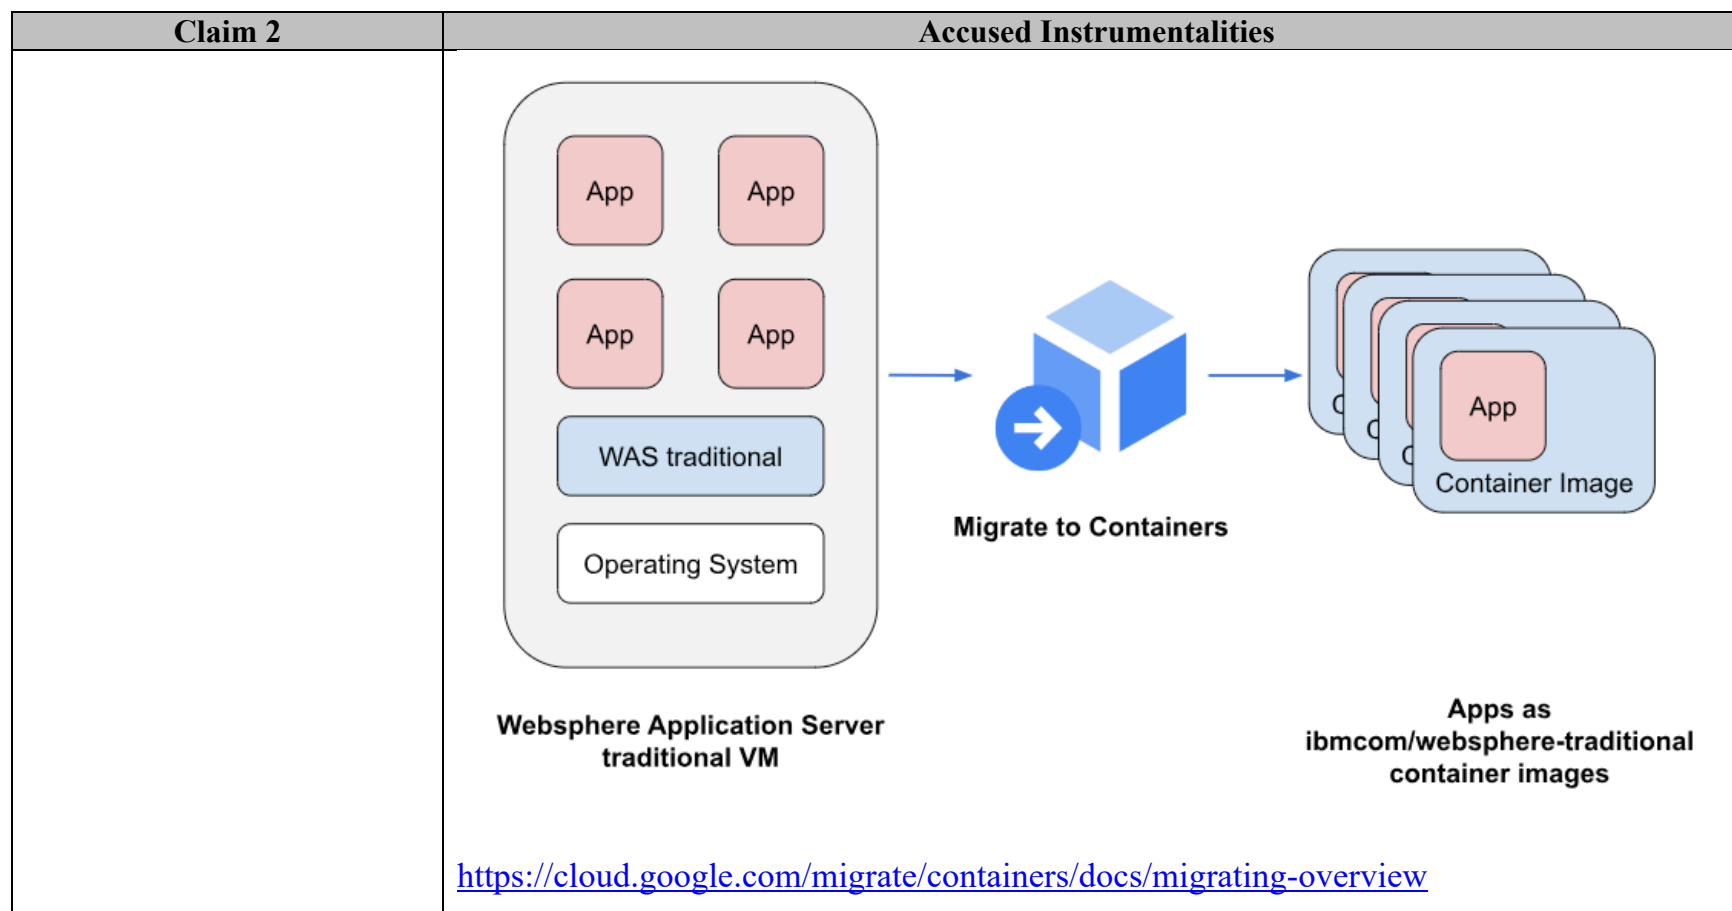 Claim 2
Accused Instrumentalities
App App
App App
WAS traditional
Operating System
Websphere Application Server
traditional VM
Migrate to Containers
C
C
C
App
Container Image
Apps as
ibmcom/websphere-traditional
container images
https://cloud.google.com/migrate/containers/docs/migrating-overview